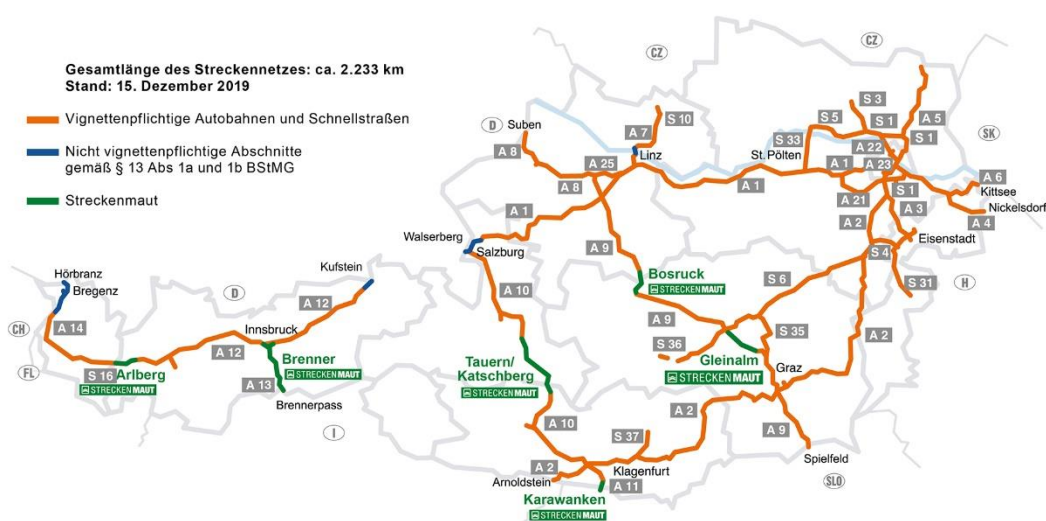 Gesamtlänge des Streckennetzes: ca. 2.233 km
Stand: 15. Dezember 2019
Vignettenpflichtige Autobahnen und Schnellstraßen
Nicht vignettenpflichtige Abschnitte
gemäß § 13 Abs 1a und 1b BStMG
Streckenmaut
CZ
CZ
D
Suben
A 8
A 7
S 10
Linz
A 25
A 8
A 1
S 33
St. Pölten
S 5
S 3
S 1
A 5
S 1
A 22
A 23
A 1
A 1
A 21
S 1
SK
A 6
Kittsee
Nickelsdorf
A 4
A 3
A 2
Eisenstadt
S 4
S 31
H
Walserberg
Salzburg
A 10
A 9
Bosruck
STRECKENMAUT
S 6
A 9
S 35
S 36
Gleinalm
STRECKENMAUT
Graz
A 2
A 2
A 9
Spielfeld
SLO
Hörbranz
Bregenz
D
Kufstein
A 12
CH
A 14
FL
S 16
Arlberg
STRECKENMAUT
Innsbruck
A 12
Brenner
STRECKENMAUT
A 13
Brennerpass
I
Tauern/
Katschberg
STRECKENMAUT
A 10
S 37
A 2
Klagenfurt
Arnoldstein
A 11
Karawanken
STRECKENMAUT